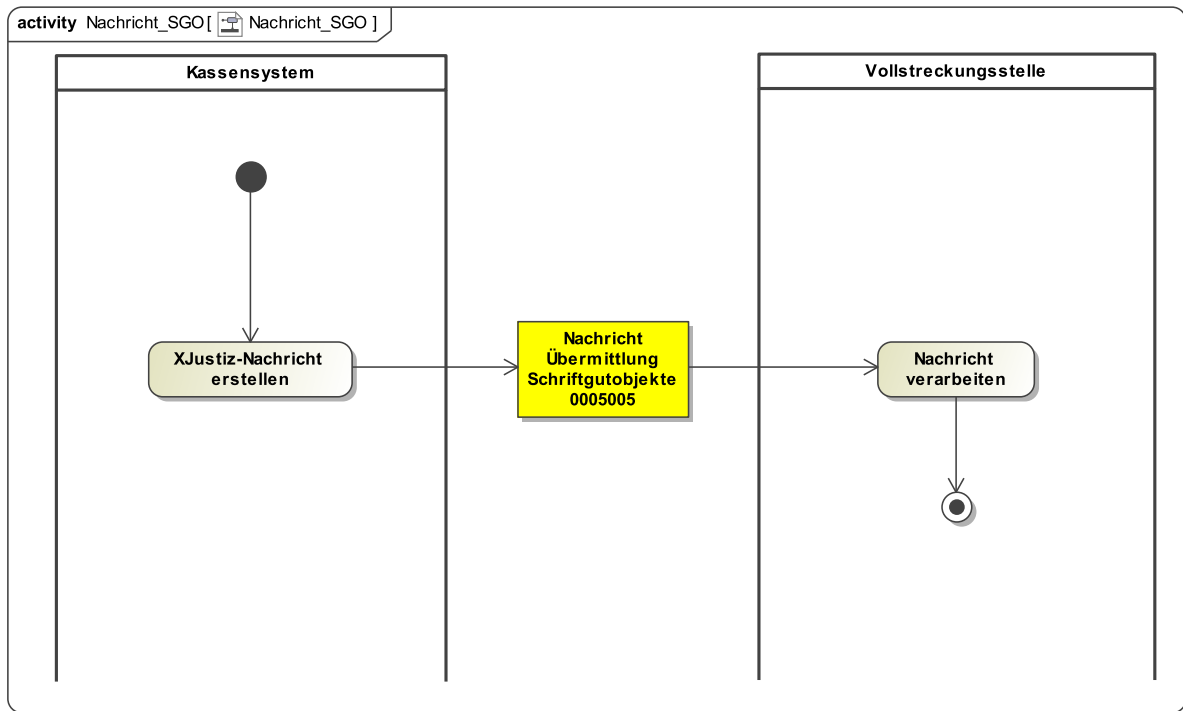 activity Nachricht_SGO [ Nachricht_SGO ]
Kassensystem
Vollstreckungsstelle
XJustiz-Nachricht
erstellen
Nachricht
Übermittlung
Schriftgutobjekte
0005005
Nachricht
verarbeiten